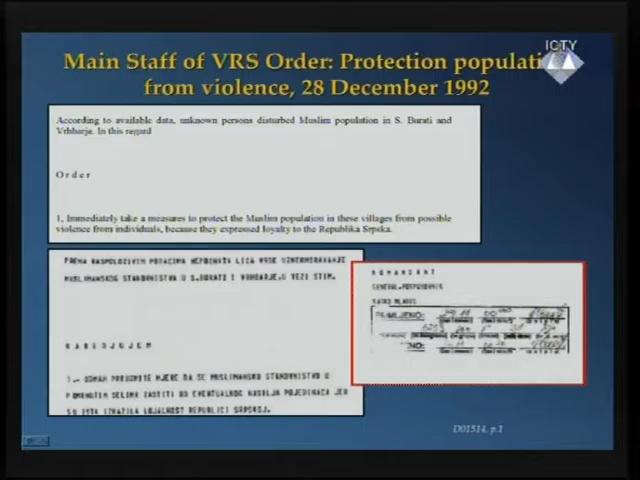 ICTY
Main Staff of VRS Order: Protection populati
from violence, 28 December 1992
According to available data, unknown persons disturbed Muslim population in S. Burati and
Vrhbarje. In this regard
O r d e r
1, Immediately take a measures to protect the Muslim population in these villages from possible
violence from individuals, because they expressed loyalty to the Republika Srpska.
PREMA RASPOLOZIVIM PODACIMA NEPOZNATA LICA VRSE UZNEMIRAVANJE
MUSLIMANSKOG STANOVNISTVA U S.BURATI I VRHBARJE.U VEZI STIM.
N A R E D J U J E M
1.- ODMAH PREDUZMITE MJERE DA SE MUSLIMANSKO STANOVNISTVO U
POMENUTIM SELIMA ZASTITI OD EVENTUALNOG NASILJA POJEDINACA JER
SU ISTA IZRAZILA LOJALNOST REPUBLICI SRPSKOJ.
K O M A N D A N T
GENERAL-POTPUKOVNIK
RATKO MLADIC
D01514, p.1